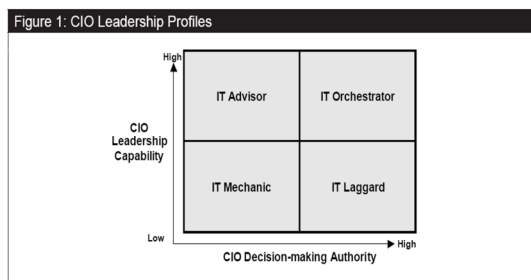 Figure 1: CIO Leadership Profiles
High
IT Advisor
IT Orchestrator
CIO
Leadership
Capability
IT Mechanic
IT Laggard
Low
High
CIO Decision-making Authority